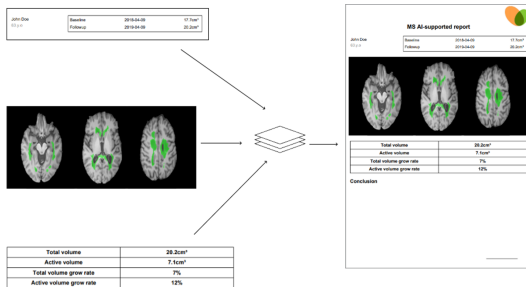 John Doe Baseline 2018-04-09 17.7cm³
Followup 2019-04-09 20.2cm³
Total volume 20.2cm³
Active volume 7.1cm³
Total volume grow rate 7%
Active volume grow rate 12%
MS AI-supported report
John Doe Baseline 2018-04-09 17.7cm³
Followup 2019-04-09 20.2cm³
Total volume 20.2cm³
Active volume 7.1cm³
Total volume grow rate 7%
Active volume grow rate 12%
Conclusion